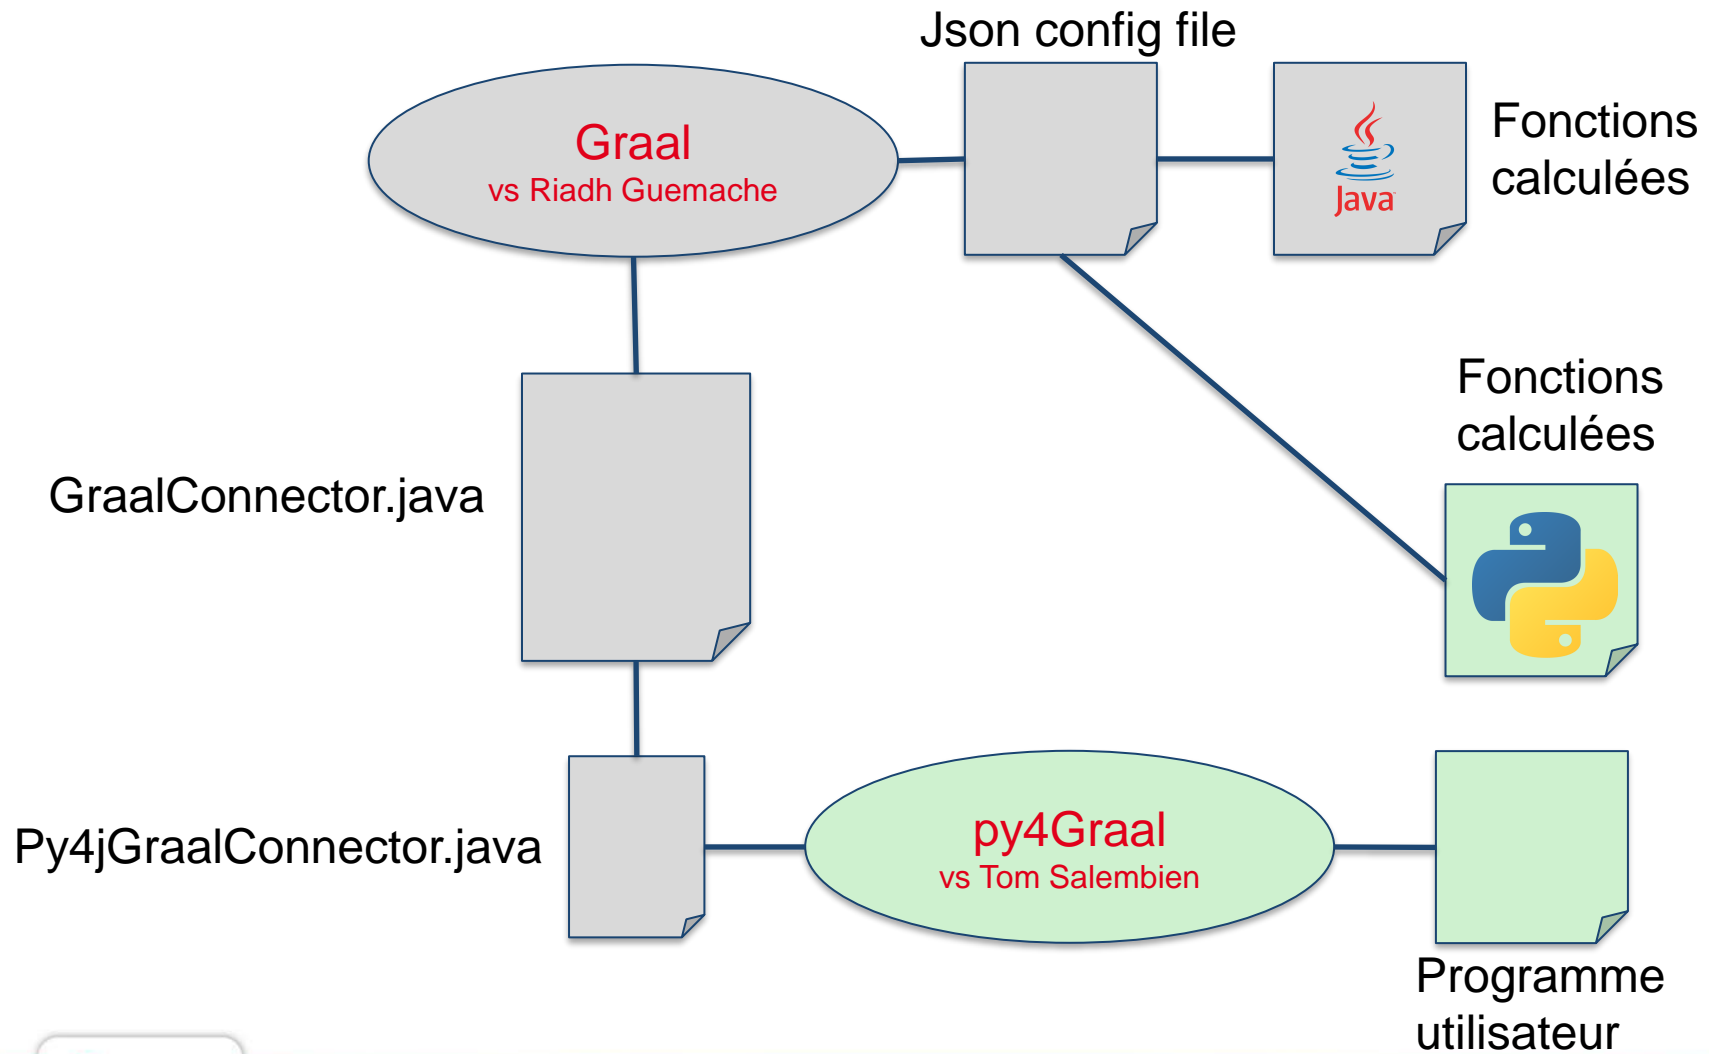 Json config file
Graal
vs Riadh Guemache
Java
Fonctions
calculées
Fonctions
calculées
GraalConnector.java
Py4jGraalConnector.java
py4Graal
vs Tom Salembien
Programme
utilisateur